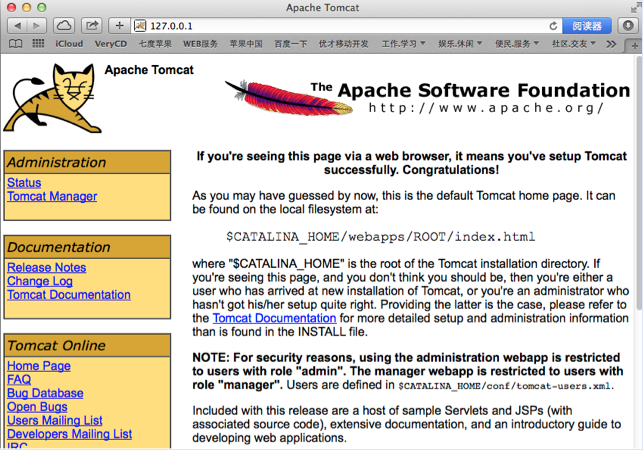 Apache Tomcat
127.0.0.1
阅读器
iCloud VeryCD 七度苹果 WEB服务 苹果中国 百度一下 优才移动开发 工作.学习 娱乐.休闲 便民.服务 社区.交友
Apache Tomcat
The Apache Software Foundation
http://www.apache.org/
Administration
Status
Tomcat Manager
Documentation
Release Notes
Change Log
Tomcat Documentation
Tomcat Online
Home Page
FAQ
Bug Database
Open Bugs
Users Mailing List
Developers Mailing List
IRC
If you're seeing this page via a web browser, it means you've setup Tomcat
successfully. Congratulations!
As you may have guessed by now, this is the default Tomcat home page. It can
be found on the local filesystem at:
$CATALINA_HOME/webapps/ROOT/index.html
where "$CATALINA_HOME" is the root of the Tomcat installation directory. If
you're seeing this page, and you don't think you should be, then you're either a
user who has arrived at new installation of Tomcat, or you're an administrator who
hasn't got his/her setup quite right. Providing the latter is the case, please refer to
the Tomcat Documentation for more detailed setup and administration information
than is found in the INSTALL file.
NOTE: For security reasons, using the administration webapp is restricted
to users with role "admin". The manager webapp is restricted to users with
role "manager". Users are defined in $CATALINA_HOME/conf/tomcat-users.xml.
Included with this release are a host of sample Servlets and JSPs (with
associated source code), extensive documentation, and an introductory guide to
developing web applications.